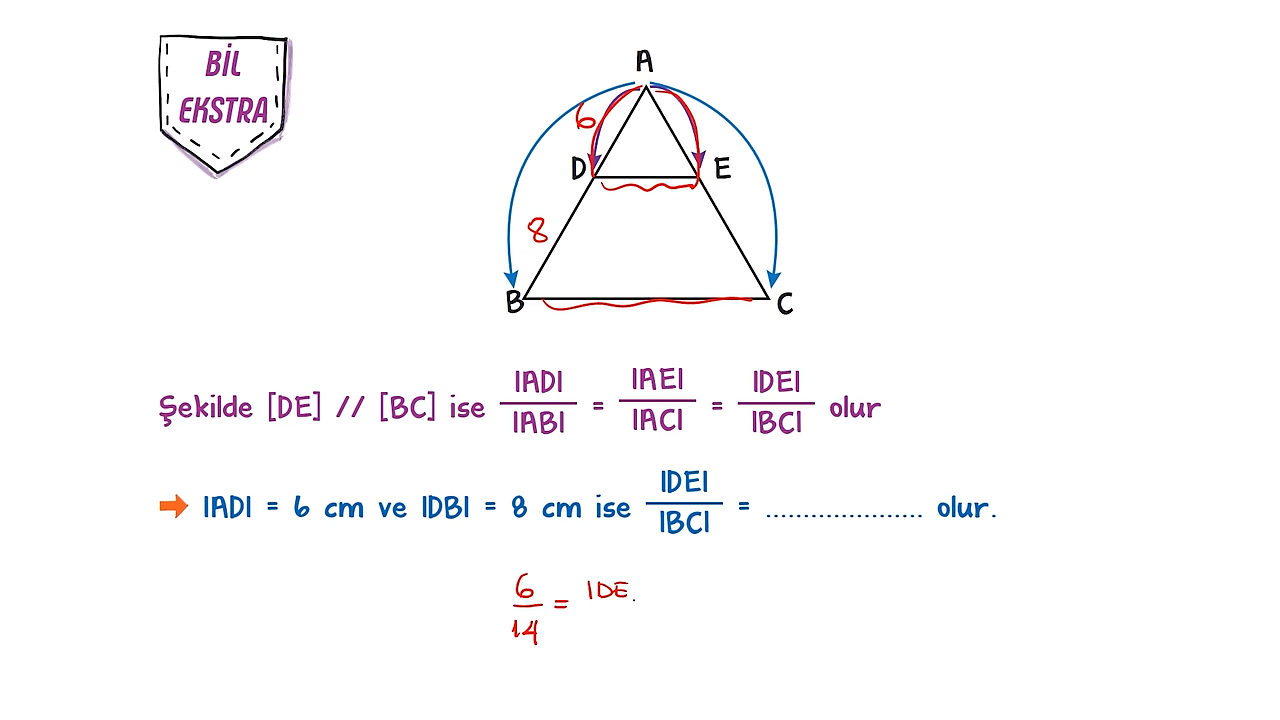 BİL
EKSTRA
A
6
D
E
8
B
C
Şekilde [DE] // [BC] ise |AD|/|AB| = |AE|/|AC| = |DE|/|BC| olur
|AD| = 6 cm ve |DB| = 8 cm ise |DE|/|BC| = ..................... olur.
6/14 = |DE.